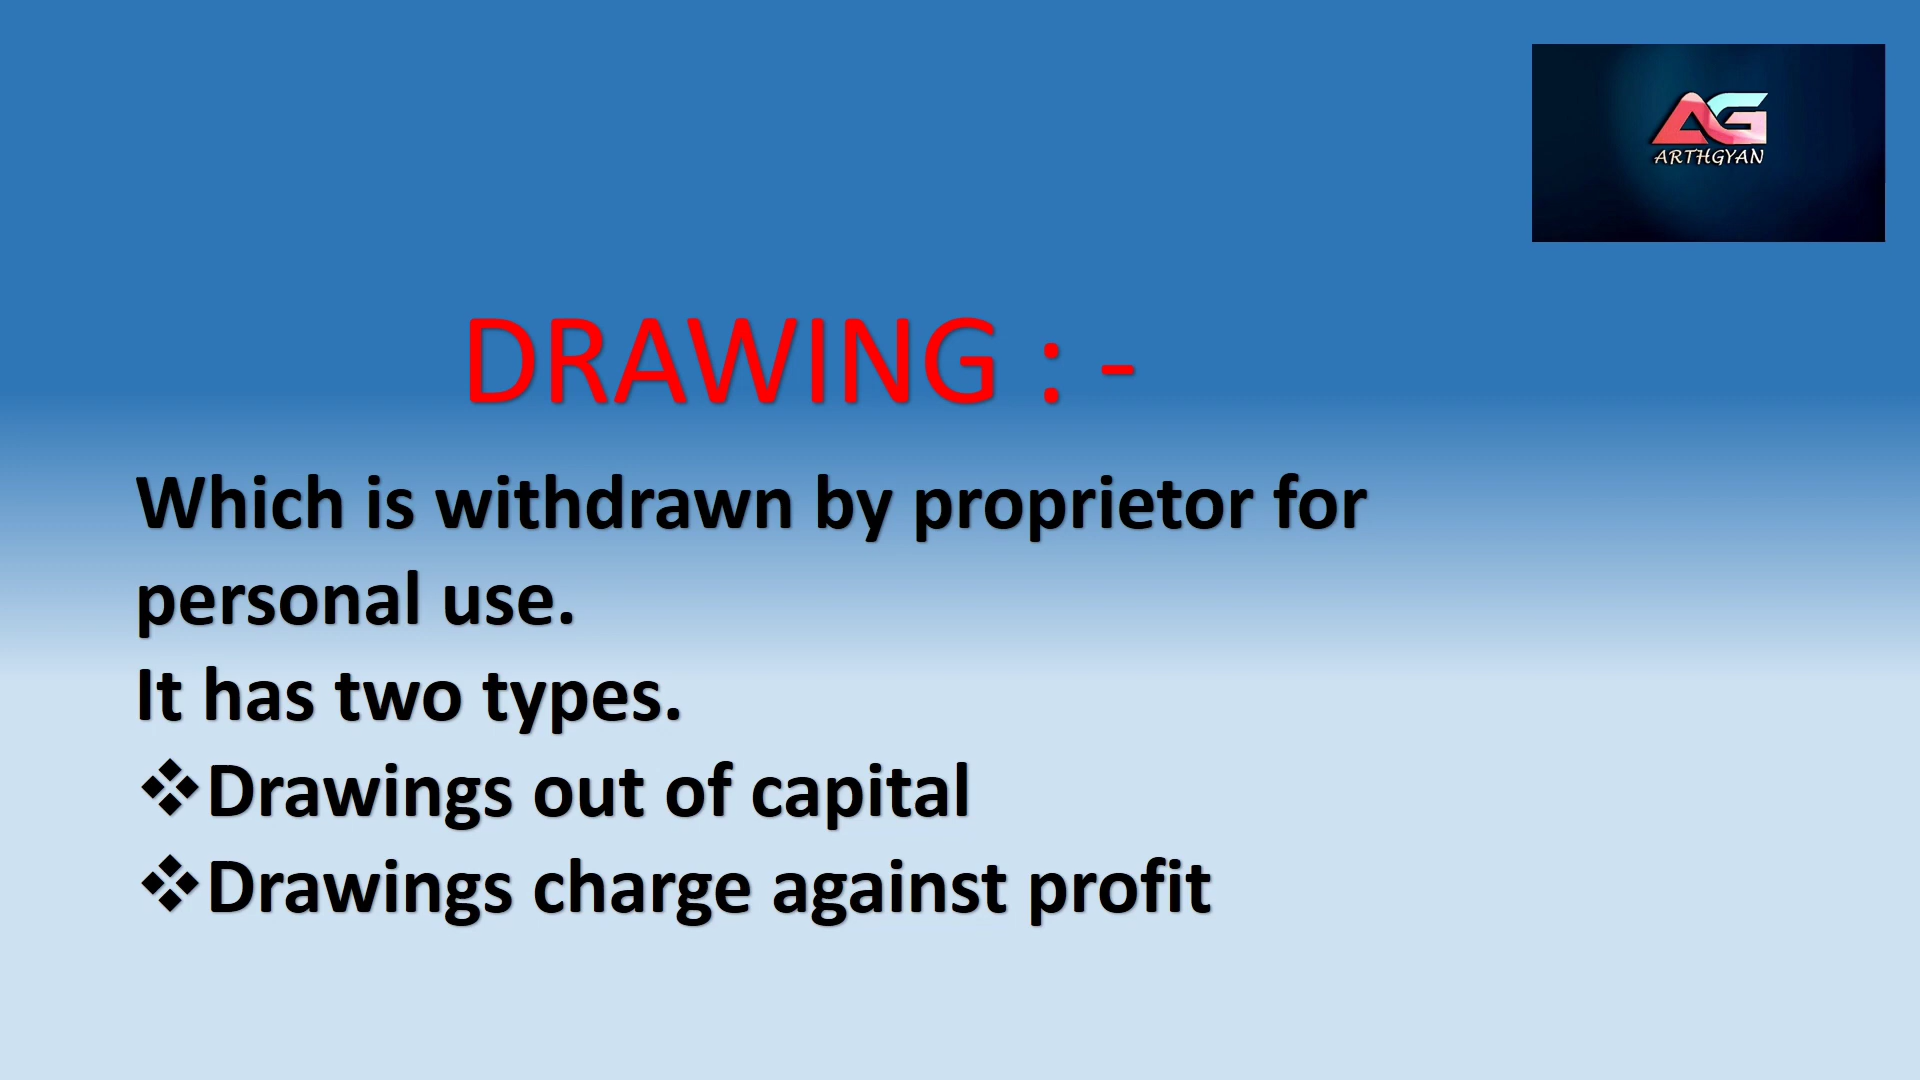 AG
ARTHGYAN
DRAWING : -
Which is withdrawn by proprietor for
personal use.
It has two types.
❖Drawings out of capital
❖Drawings charge against profit